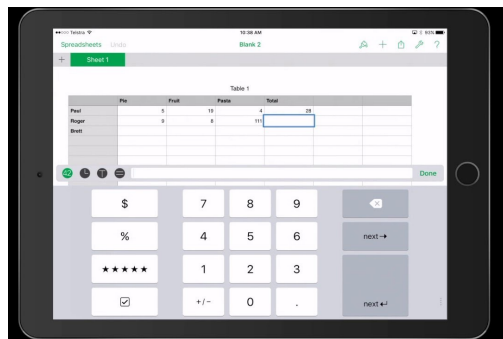 Telstra 10:38 AM 93%
Spreadsheets Undo Blank 2 ?
+ Sheet 1
Table 1
Pie Fruit Pasta Total
Paul 5 19 4 28
Roger 9 8 111
Brett
42 T = Done
$ 7 8 9
% 4 5 6 next→
★★★★★ 1 2 3
+/− 0 . next↵